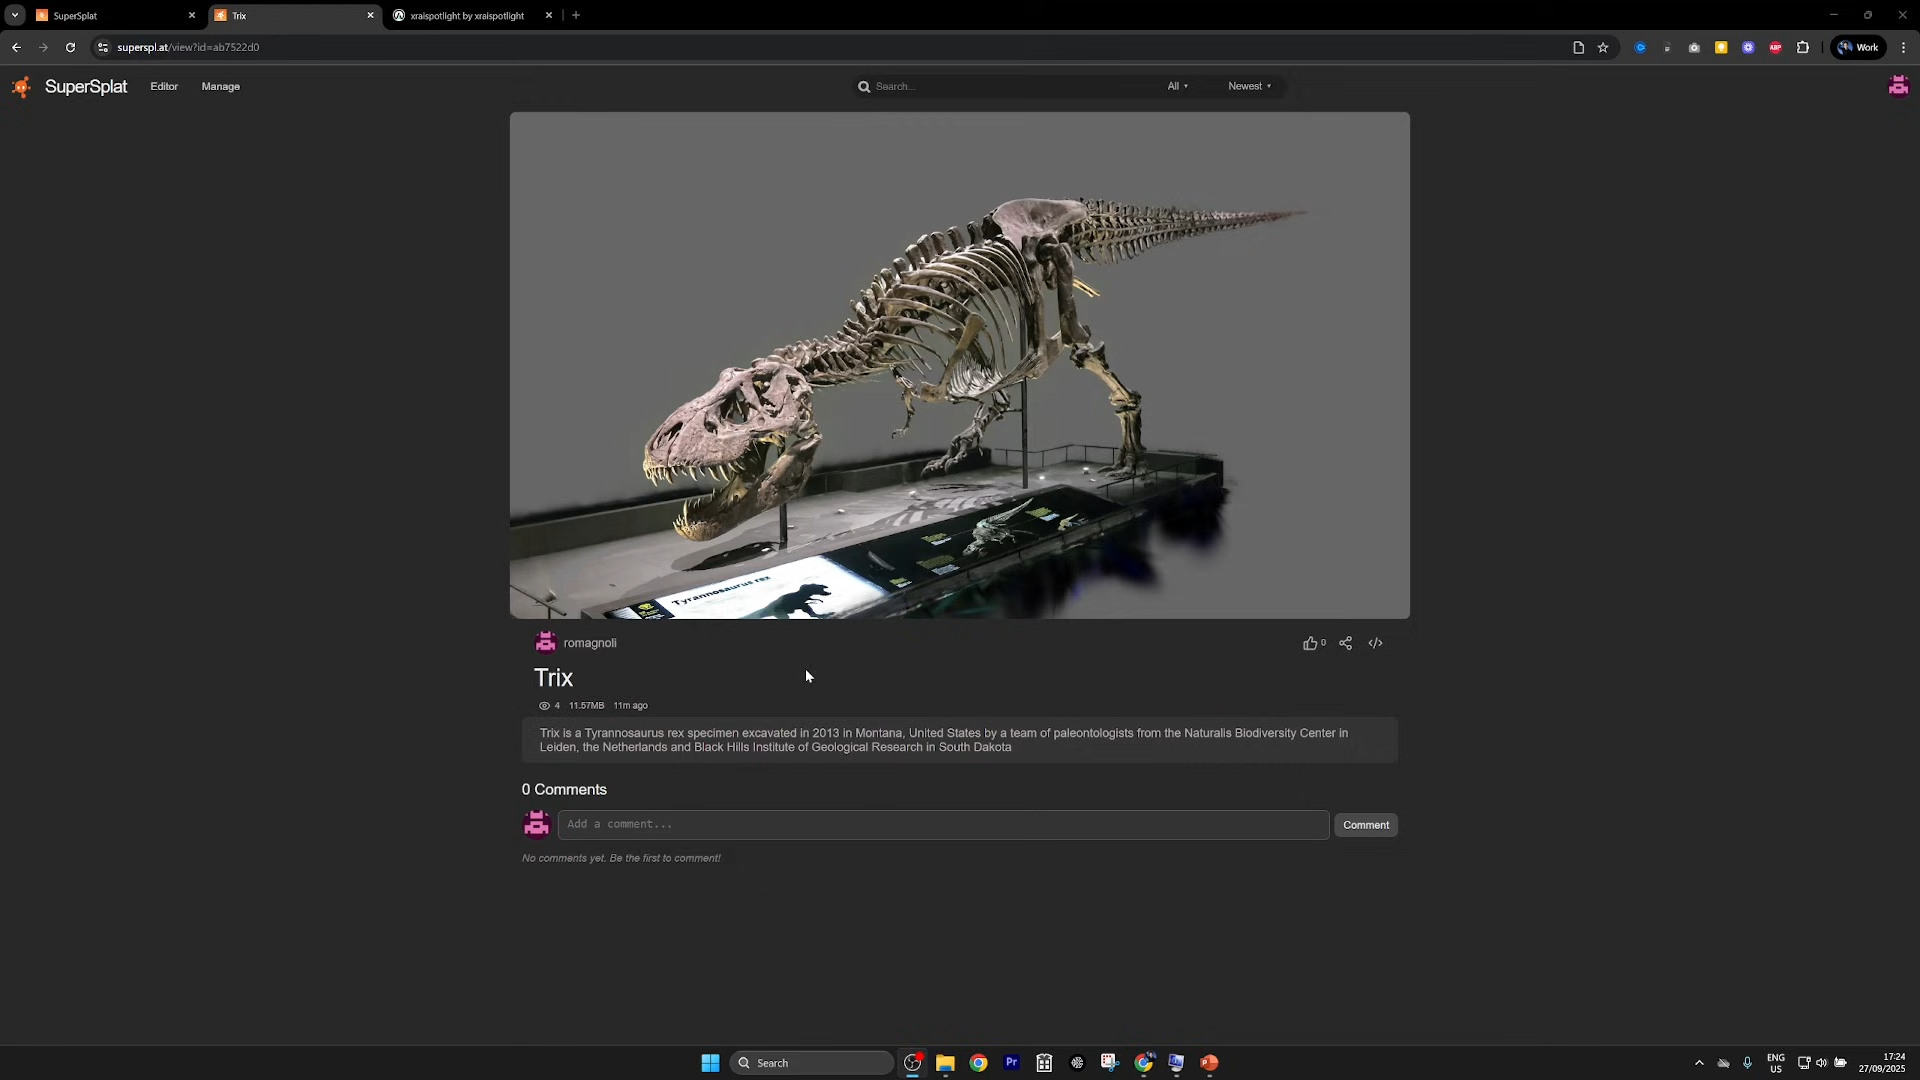 SuperSplat
Trix
xraispotlight by xraispotlight
superspl.at/view?id=ab7522d0
ABP
Work
SuperSplat
Editor
Manage
Search...
All
Newest
Tyrannosaurus rex
romagnoli
0
Trix
4 11.57MB 11m ago
Trix is a Tyrannosaurus rex specimen excavated in 2013 in Montana, United States by a team of paleontologists from the Naturalis Biodiversity Center in
Leiden, the Netherlands and Black Hills Institute of Geological Research in South Dakota
0 Comments
Add a comment...
Comment
No comments yet. Be the first to comment!
Search
Pr
ENG
US
17:24
27/09/2025